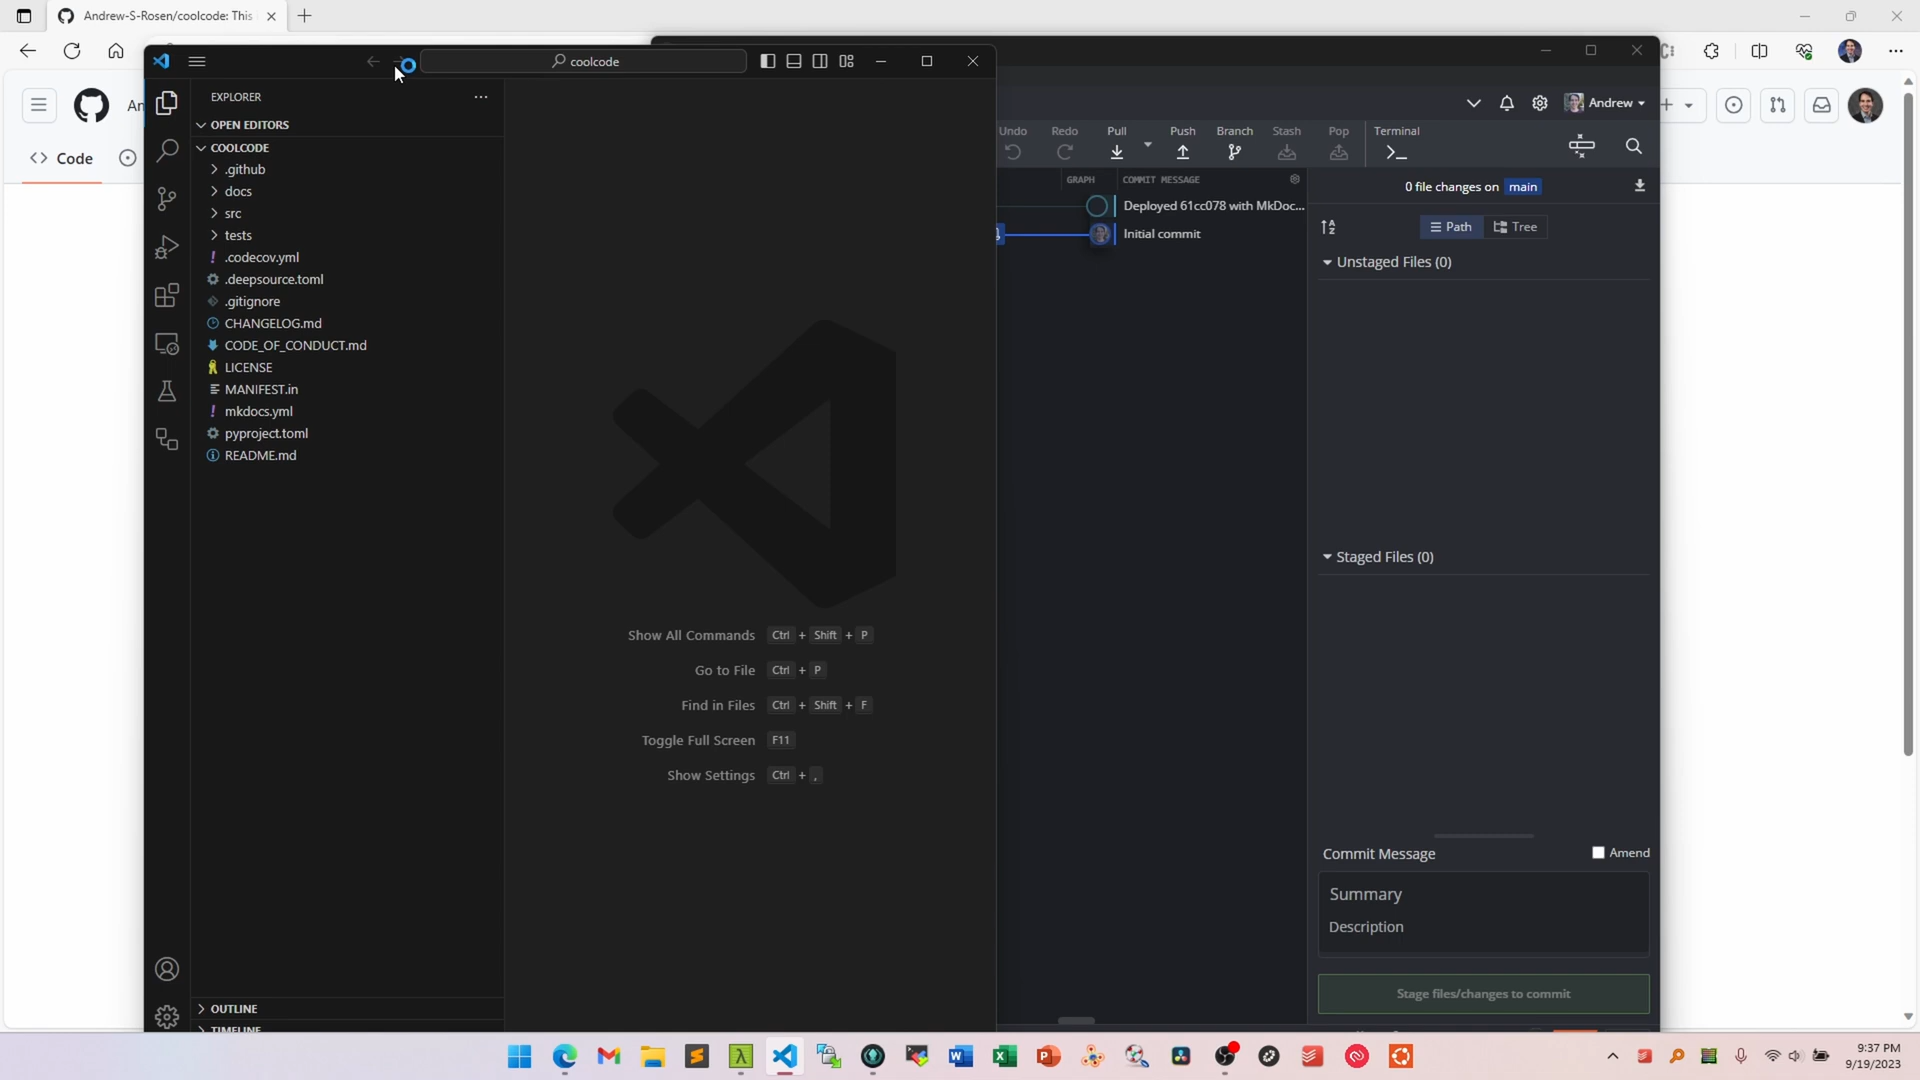 Andrew-S-Rosen/coolcode: This
coolcode
EXPLORER
OPEN EDITORS
COOLCODE
.github
docs
src
tests
.codecov.yml
.deepsource.toml
.gitignore
CHANGELOG.md
CODE_OF_CONDUCT.md
LICENSE
MANIFEST.in
mkdocs.yml
pyproject.toml
README.md
OUTLINE
TIMELINE
Show All Commands Ctrl + Shift + P
Go to File Ctrl + P
Find in Files Ctrl + Shift + F
Toggle Full Screen F11
Show Settings Ctrl + ,
An
<> Code
Andrew
Undo Redo Pull Push Branch Stash Pop Terminal
GRAPH COMMIT MESSAGE
Deployed 61cc078 with MkDoc...
Initial commit
0 file changes on main
Path Tree
Unstaged Files (0)
Staged Files (0)
Commit Message Amend
Summary
Description
Stage files/changes to commit
9:37 PM
9/19/2023